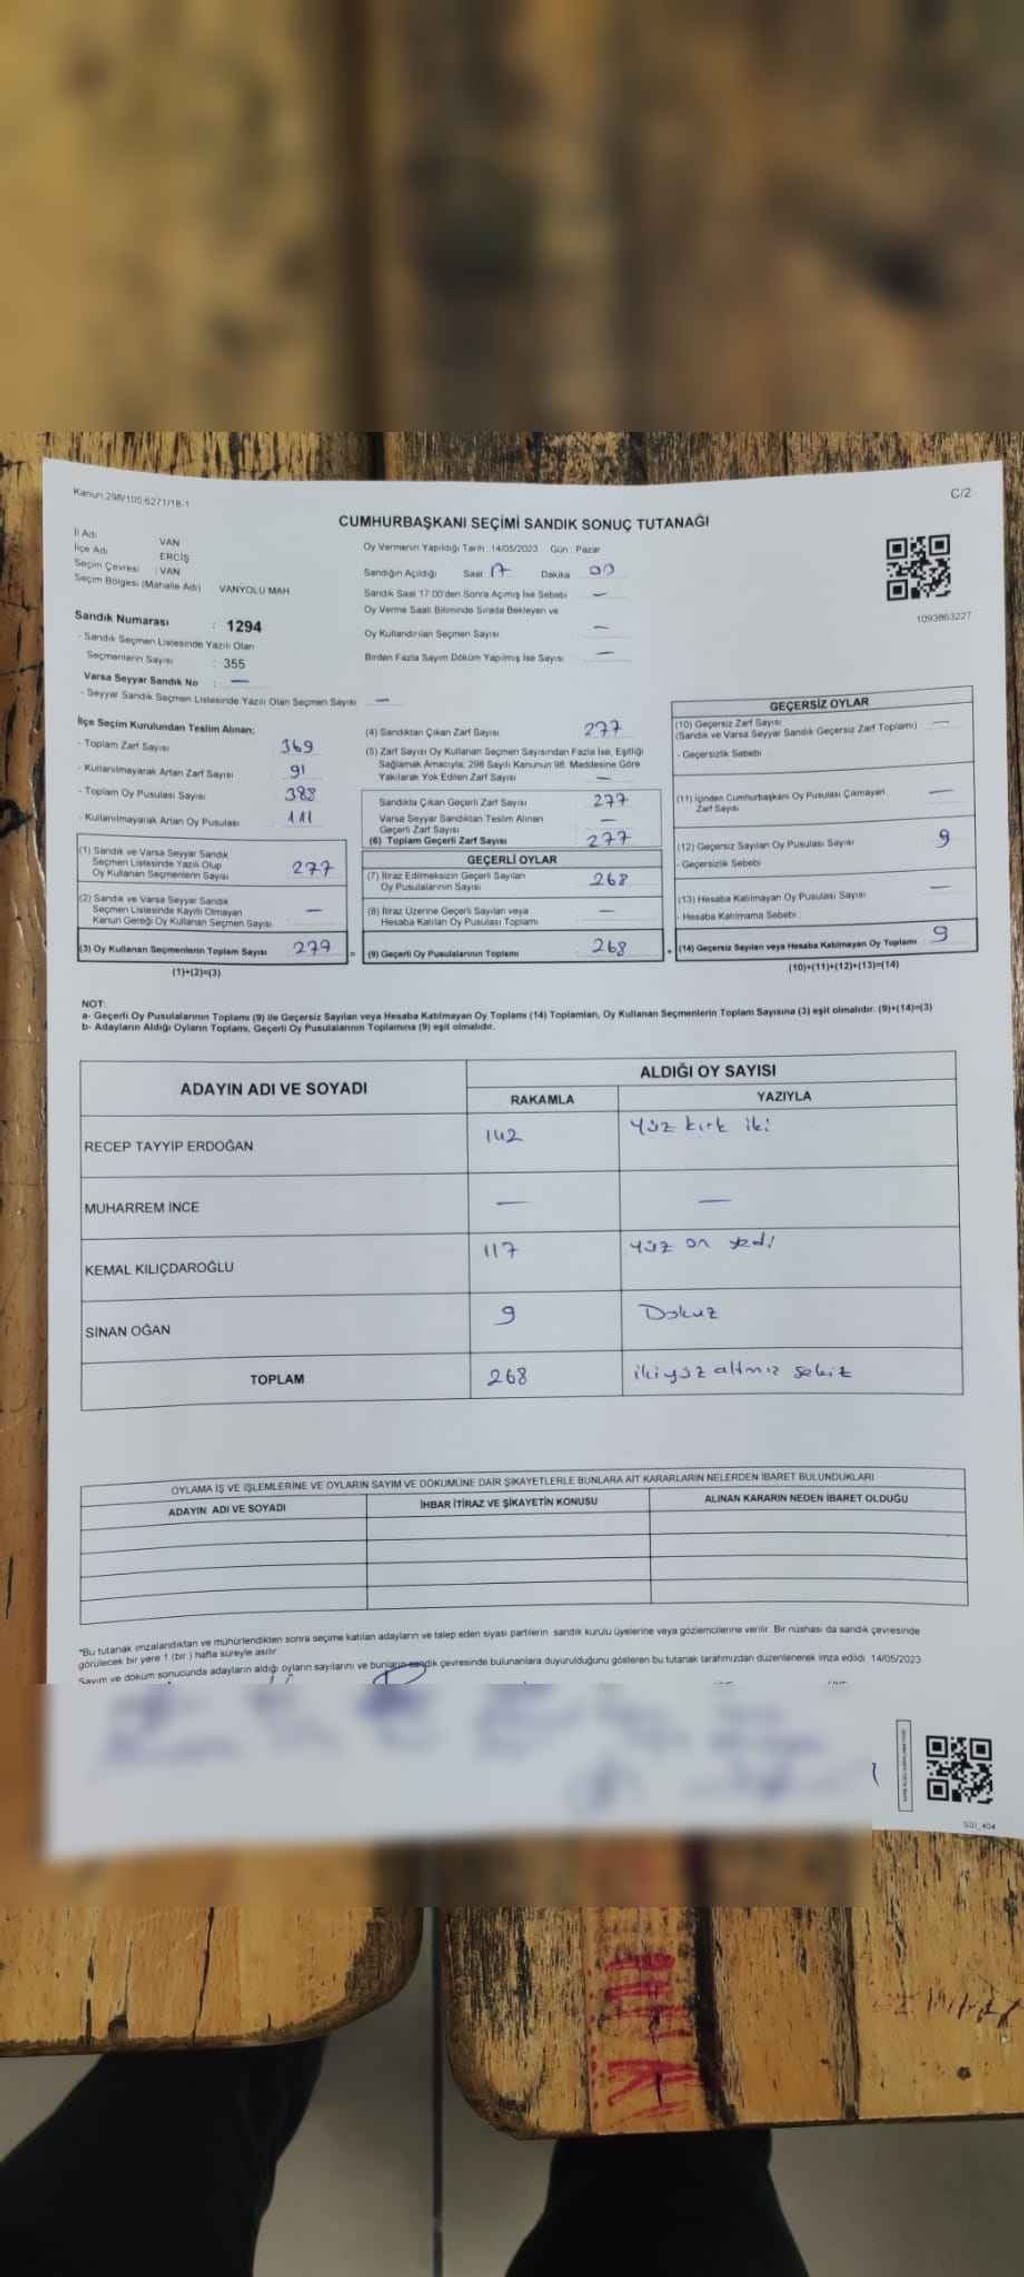 Kanun:298/105,6271/18-1
C/2
CUMHURBAŞKANI SEÇİMİ SANDIK SONUÇ TUTANAĞI
İl Adı VAN
İlçe Adı ERCİŞ
Seçim Çevresi : VAN
Seçim Bölgesi (Mahalle Adı) VANYOLU MAH.
Oy Vermenin Yapıldığı Tarih : 14/05/2023 Gün : Pazar
Sandığın Açıldığı Saat 17 Dakika 00
Sandık Saat 17:00'den Sonra Açılmış İse Sebebi —
Oy Verme Saati Bitiminde Sırada Bekleyen ve
Oy Kullandırılan Seçmen Sayısı —
Birden Fazla Sayım Döküm Yapılmış İse Sayısı —
1093863227
Sandık Numarası : 1294
- Sandık Seçmen Listesinde Yazılı Olan
Seçmenlerin Sayısı : 355
Varsa Seyyar Sandık No : —
- Seyyar Sandık Seçmen Listesinde Yazılı Olan Seçmen Sayısı —
İlçe Seçim Kurulundan Teslim Alınan;
- Toplam Zarf Sayısı 369
- Kullanılmayarak Artan Zarf Sayısı 91
- Toplam Oy Pusulası Sayısı 388
- Kullanılmayarak Artan Oy Pusulası 111
(1) Sandık ve Varsa Seyyar Sandık
Seçmen Listesinde Yazılı Olup
Oy Kullanan Seçmenlerin Sayısı 277
(2) Sandık ve Varsa Seyyar Sandık
Seçmen Listesinde Kayıtlı Olmayan
Kanun Gereği Oy Kullanan Seçmen Sayısı —
(3) Oy Kullanan Seçmenlerin Toplam Sayısı 277
(1)+(2)=(3)
(4) Sandıktan Çıkan Zarf Sayısı 277
(5) Zarf Sayısı Oy Kullanan Seçmen Sayısından Fazla İse, Eşitliği
Sağlamak Amacıyla; 298 Sayılı Kanunun 98. Maddesine Göre
Yakılarak Yok Edilen Zarf Sayısı —
Sandıkta Çıkan Geçerli Zarf Sayısı 277
Varsa Seyyar Sandıktan Teslim Alınan
Geçerli Zarf Sayısı —
(6) Toplam Geçerli Zarf Sayısı 277
GEÇERLİ OYLAR
(7) İtiraz Edilmeksizin Geçerli Sayılan
Oy Pusulalarının Sayısı 268
(8) İtiraz Üzerine Geçerli Sayılan veya
Hesaba Katılan Oy Pusulası Toplamı —
(9) Geçerli Oy Pusulalarının Toplamı 268
GEÇERSİZ OYLAR
(10) Geçersiz Zarf Sayısı —
(Sandık ve Varsa Seyyar Sandık Geçersiz Zarf Toplamı)
- Geçersizlik Sebebi
(11) İçinden Cumhurbaşkanı Oy Pusulası Çıkmayan
Zarf Sayısı —
(12) Geçersiz Sayılan Oy Pusulası Sayısı 9
- Geçersizlik Sebebi
(13) Hesaba Katılmayan Oy Pusulası Sayısı —
- Hesaba Katılmama Sebebi
(14) Geçersiz Sayılan veya Hesaba Katılmayan Oy Toplamı 9
(10)+(11)+(12)+(13)=(14)
NOT:
a- Geçerli Oy Pusulalarının Toplamı (9) ile Geçersiz Sayılan veya Hesaba Katılmayan Oy Toplamı (14) Toplamları, Oy Kullanan Seçmenlerin Toplam Sayısına (3) eşit olmalıdır. (9)+(14)=(3)
b- Adayların Aldığı Oyların Toplamı, Geçerli Oy Pusulalarının Toplamına (9) eşit olmalıdır.
ADAYIN ADI VE SOYADI ALDIĞI OY SAYISI
RAKAMLA YAZIYLA
RECEP TAYYİP ERDOĞAN 142 Yüz kırk iki
MUHARREM İNCE — —
KEMAL KILIÇDAROĞLU 117 Yüz on yedi
SİNAN OĞAN 9 Dokuz
TOPLAM 268 ikiyüz altmız sekiz
OYLAMA İŞ VE İŞLEMLERİNE VE OYLARIN SAYIM VE DÖKÜMÜNE DAİR ŞİKAYETLERLE BUNLARA AİT KARARLARIN NELERDEN İBARET BULUNDUKLARI
ADAYIN ADI VE SOYADI İHBAR İTİRAZ VE ŞİKAYETİN KONUSU ALINAN KARARIN NEDEN İBARET OLDUĞU
*Bu tutanak imzalandıktan ve mühürlendikten sonra seçime katılan adayların ve talep eden siyasi partilerin sandık kurulu üyelerine veya gözlemcilerine verilir. Bir nüshası da sandık çevresinde
görülecek bir yere 1 (bir ) hafta süreyle asılır
Sayım ve döküm sonucunda adayların aldığı oyların sayılarını ve bunların sandık çevresinde bulunanlara duyurulduğunu gösteren bu tutanak tarafımızdan düzenlenerek imza edildi. 14/05/2023